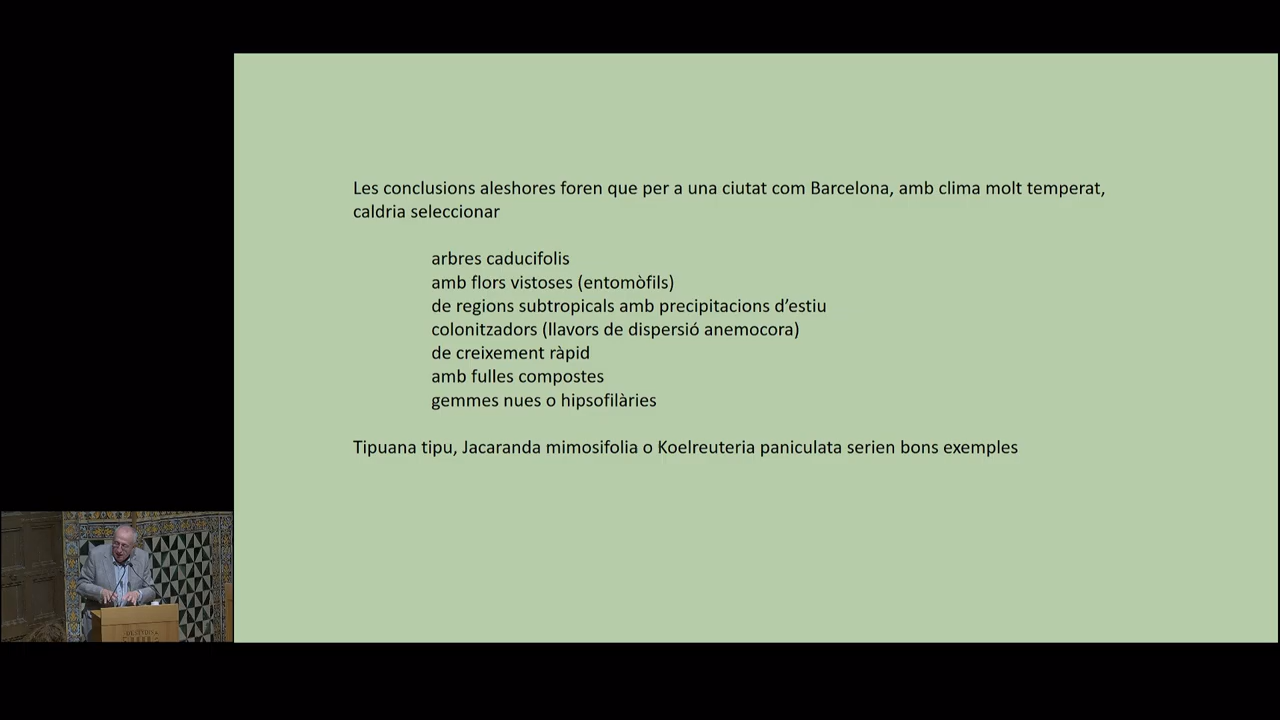 Les conclusions aleshores foren que per a una ciutat com Barcelona, amb clima molt temperat,
caldria seleccionar
arbres caducifolis
amb flors vistoses (entomòfils)
de regions subtropicals amb precipitacions d’estiu
colonitzadors (llavors de dispersió anemocora)
de creixement ràpid
amb fulles compostes
gemmes nues o hipsofilàries
Tipuana tipu, Jacaranda mimosifolia o Koelreuteria paniculata serien bons exemples